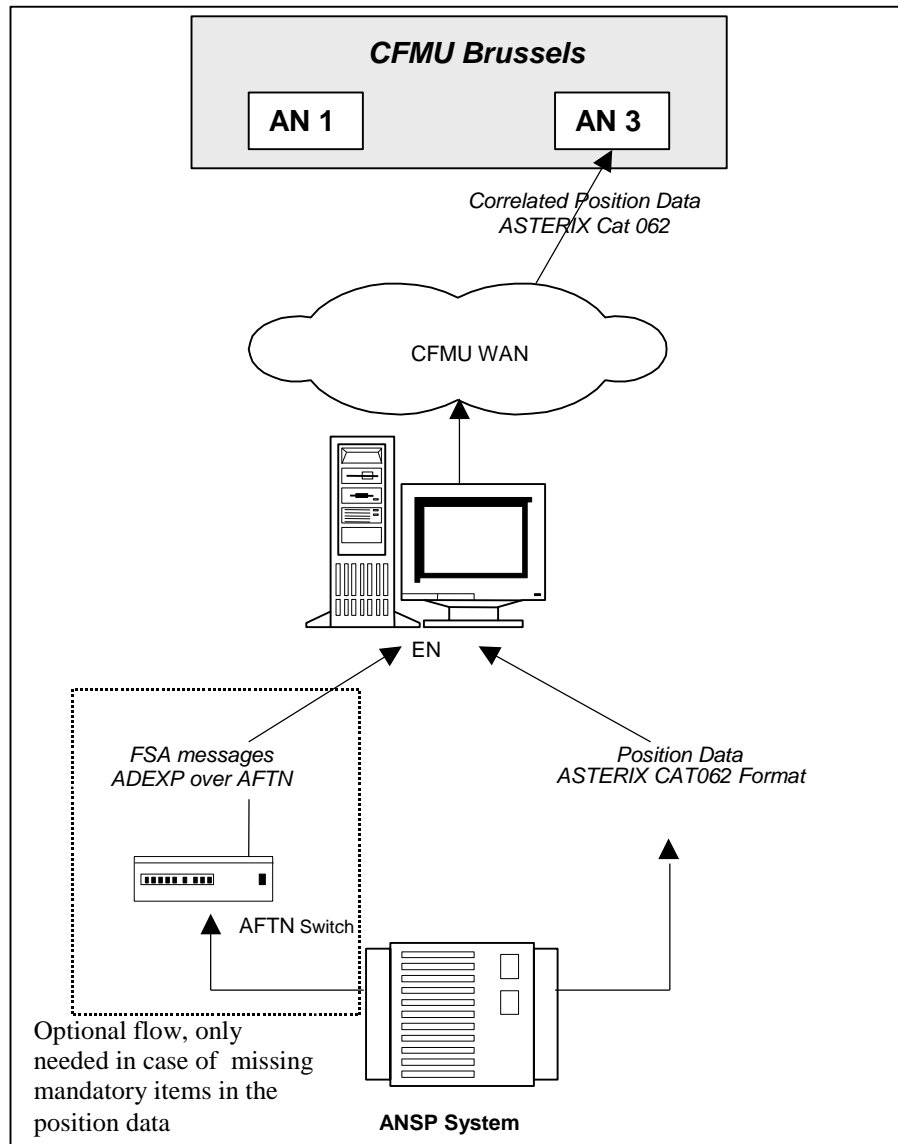 CFMU Brussels
AN 1
AN 3
Correlated Position Data
ASTERIX Cat 062
CFMU WAN
EN
FSA messages
ADEXP over AFTN
Position Data
ASTERIX CAT062 Format
AFTN Switch
Optional flow, only
needed in case of missing
mandatory items in the
position data
ANSP System